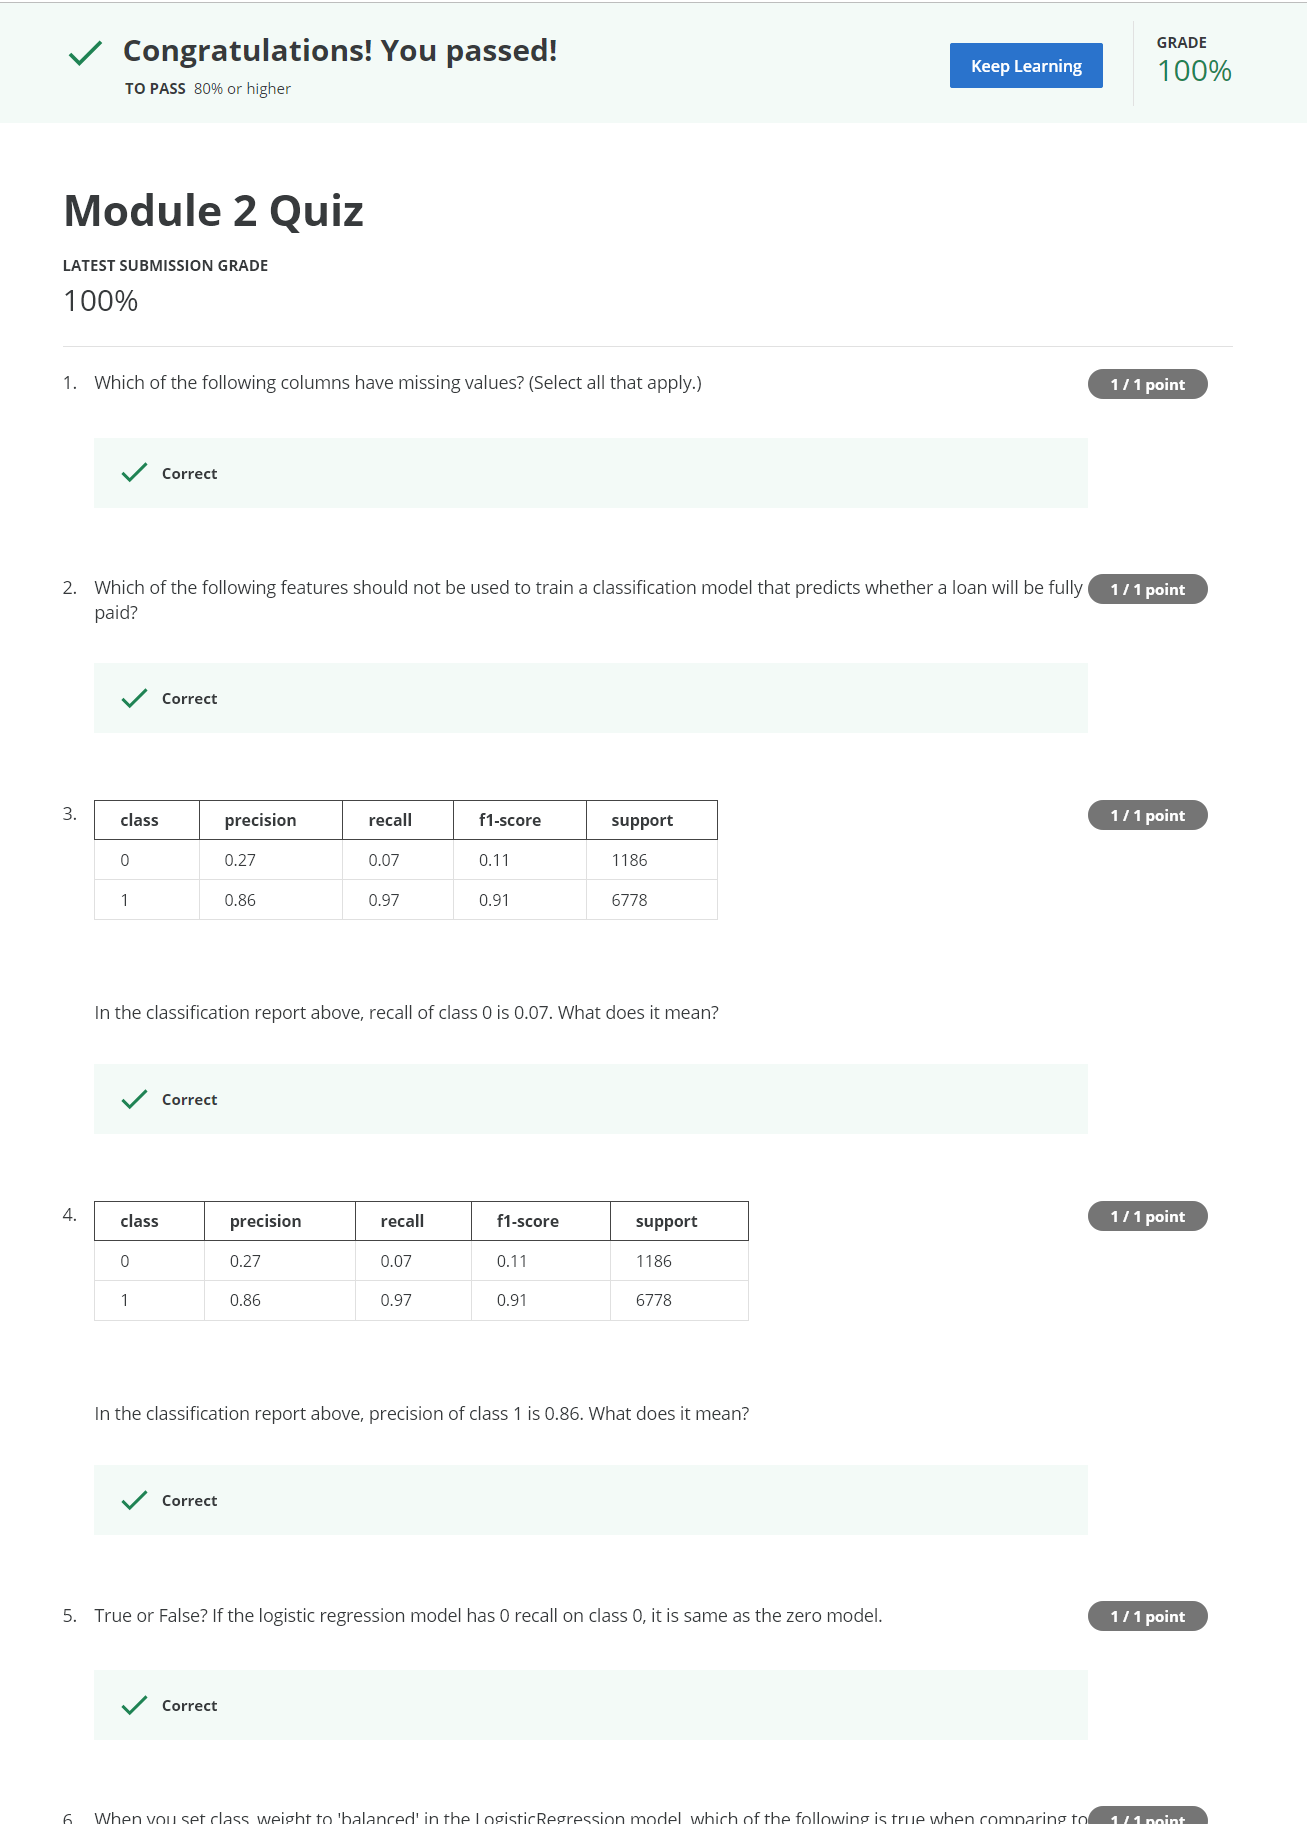 Congratulations! You passed!
TO PASS 80% or higher
Keep Learning
GRADE
100%
Module 2 Quiz
LATEST SUBMISSION GRADE
100%
1. Which of the following columns have missing values? (Select all that apply.)
1 / 1 point
Correct
2. Which of the following features should not be used to train a classification model that predicts whether a loan will be fully
paid?
1 / 1 point
Correct
3.
1 / 1 point
class precision recall f1-score support
0 0.27 0.07 0.11 1186
1 0.86 0.97 0.91 6778
In the classification report above, recall of class 0 is 0.07. What does it mean?
Correct
4.
1 / 1 point
class precision recall f1-score support
0 0.27 0.07 0.11 1186
1 0.86 0.97 0.91 6778
In the classification report above, precision of class 1 is 0.86. What does it mean?
Correct
5. True or False? If the logistic regression model has 0 recall on class 0, it is same as the zero model.
1 / 1 point
Correct
6. When you set class_weight to 'balanced' in the LogisticRegression model, which of the following is true when comparing to
1 / 1 point